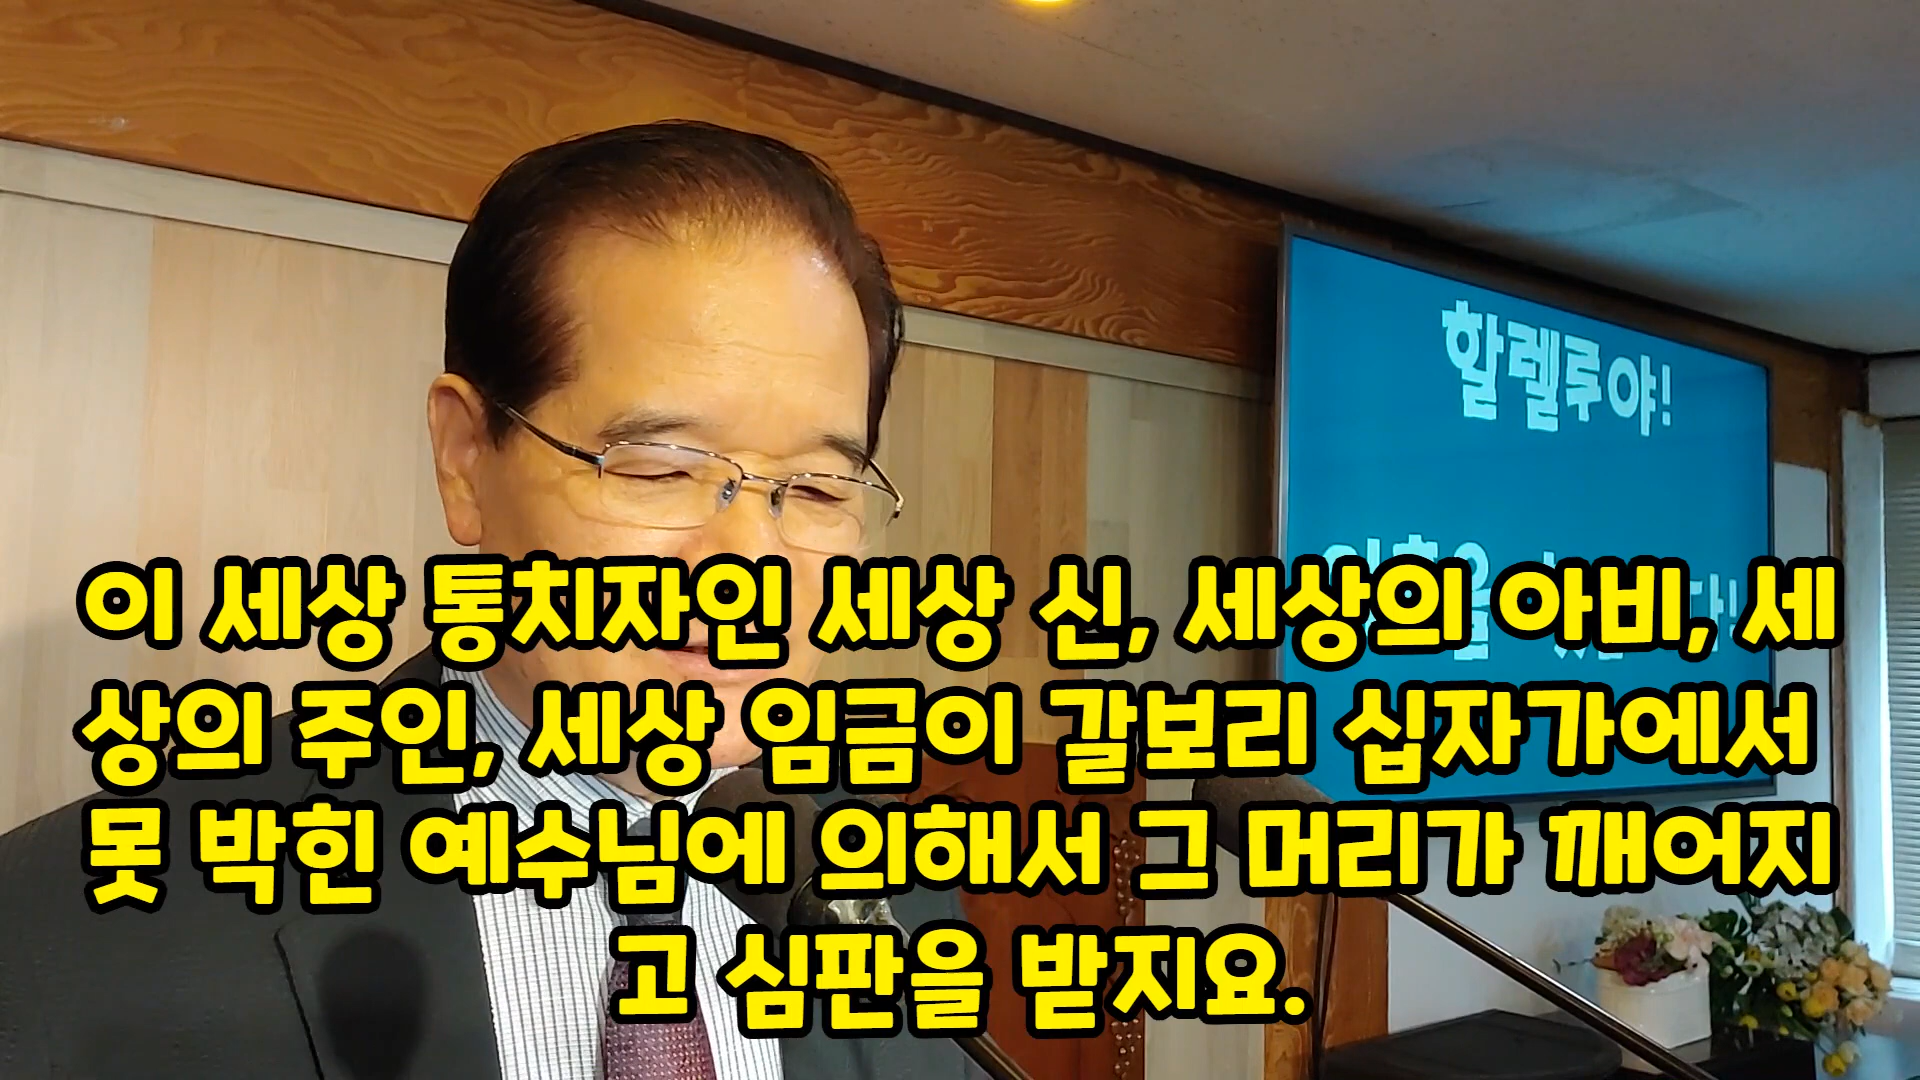 할렐루야!
이 세상 통치자인 세상 신, 세상의 아비, 세
상의 주인, 세상 임금이 갈보리 십자가에서
못 박힌 예수님에 의해서 그 머리가 깨어지
고 심판을 받지요.